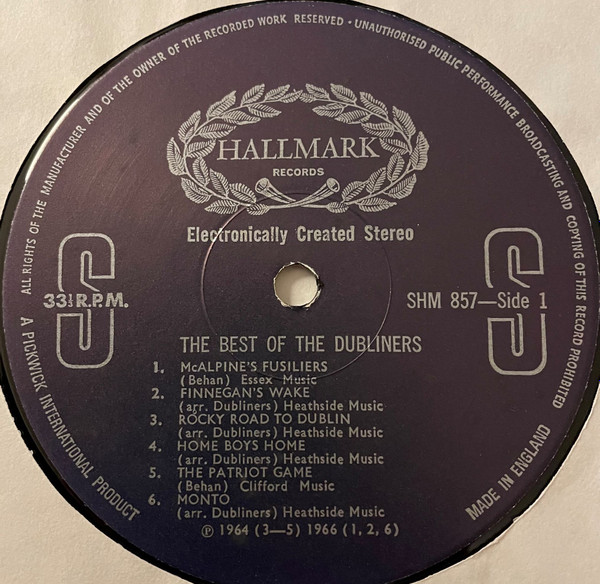 ALL RIGHTS OF THE MANUFACTURER AND OF THE OWNER OF THE RECORDED WORK RESERVED · UNAUTHORISED PUBLIC PERFORMANCE BROADCASTING AND COPYING OF THIS RECORD PROHIBITED
HALLMARK
RECORDS
Electronically Created Stereo
S
33⅓ R.P.M.
SHM 857—Side 1
S
THE BEST OF THE DUBLINERS
1. McALPINE'S FUSILIERS
(Behan) Essex Music
2. FINNEGAN'S WAKE
(arr. Dubliners) Heathside Music
3. ROCKY ROAD TO DUBLIN
(arr. Dubliners) Heathside Music
4. HOME BOYS HOME
(arr. Dubliners) Heathside Music
5. THE PATRIOT GAME
(Behan) Clifford Music
6. MONTO
(arr. Dubliners) Heathside Music
℗ 1964 (3—5) 1966 (1, 2, 6)
A PICKWICK INTERNATIONAL PRODUCT
MADE IN ENGLAND